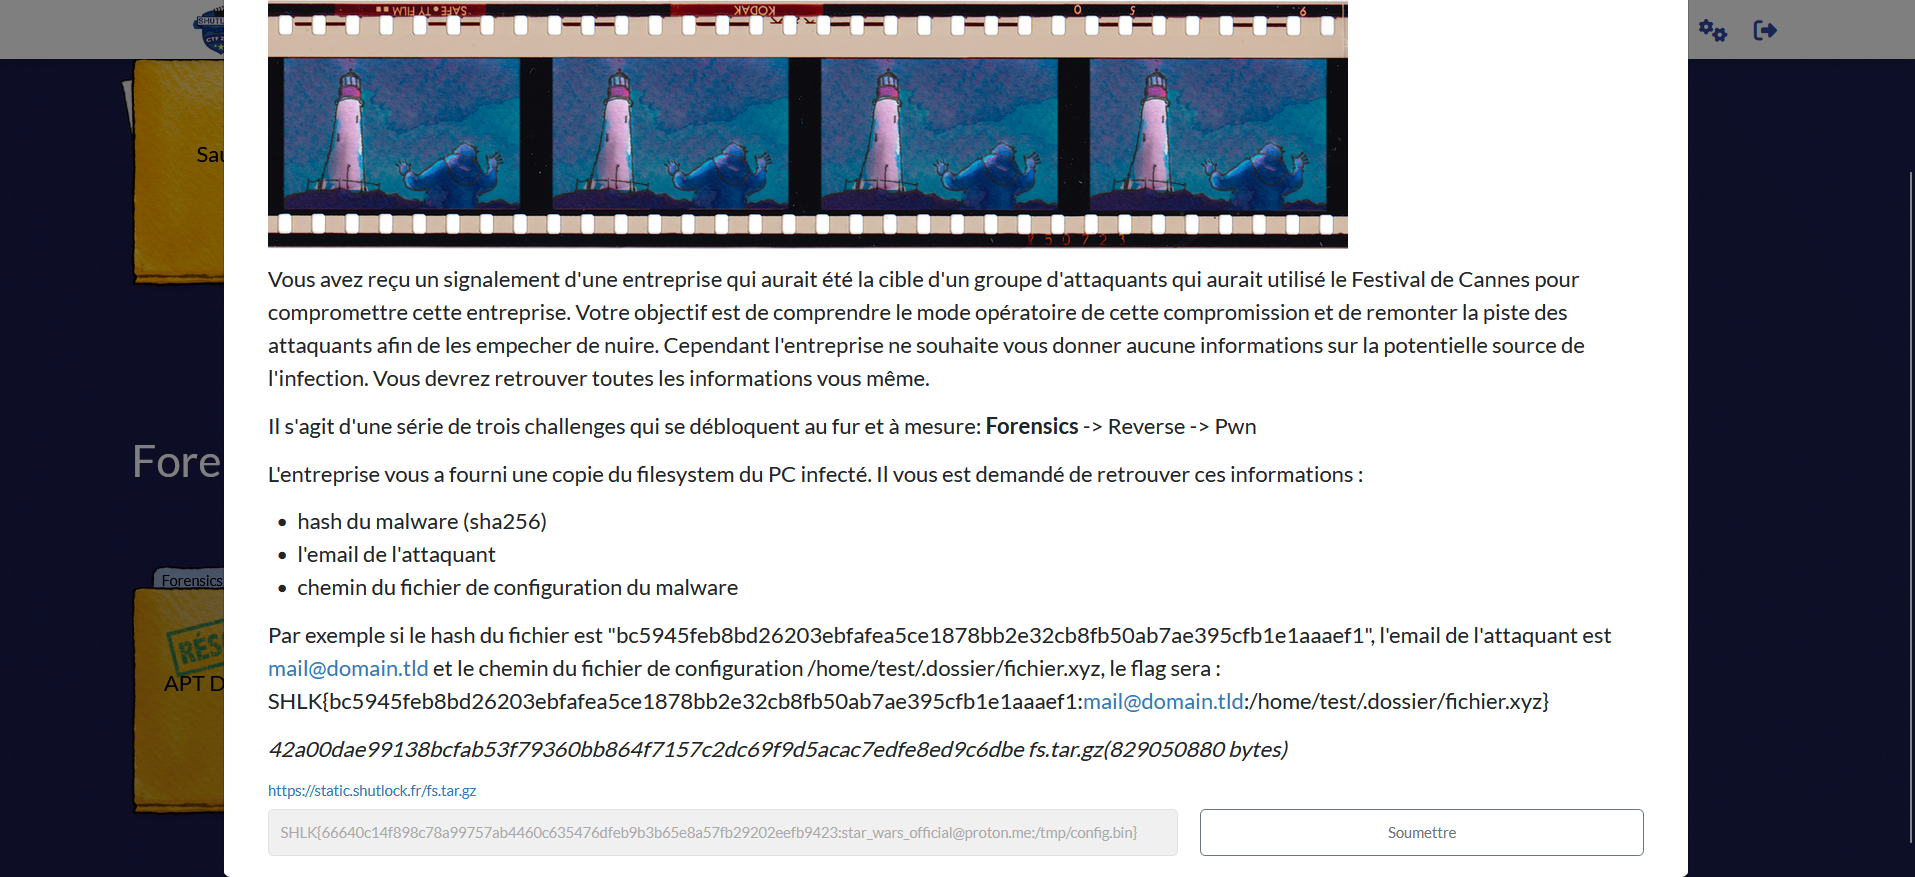 SAFE•TY FILM ■■
KODAK
0
5
9
SHUTL
CTF 2
Sau
Vous avez reçu un signalement d'une entreprise qui aurait été la cible d'un groupe d'attaquants qui aurait utilisé le Festival de Cannes pour
compromettre cette entreprise. Votre objectif est de comprendre le mode opératoire de cette compromission et de remonter la piste des
attaquants afin de les empecher de nuire. Cependant l'entreprise ne souhaite vous donner aucune informations sur la potentielle source de
l'infection. Vous devrez retrouver toutes les informations vous même.
Il s'agit d'une série de trois challenges qui se débloquent au fur et à mesure: Forensics -> Reverse -> Pwn
Fore
L'entreprise vous a fourni une copie du filesystem du PC infecté. Il vous est demandé de retrouver ces informations :
• hash du malware (sha256)
• l'email de l'attaquant
• chemin du fichier de configuration du malware
Forensics
RÉS
APT D
Par exemple si le hash du fichier est "bc5945feb8bd26203ebfafea5ce1878bb2e32cb8fb50ab7ae395cfb1e1aaaef1", l'email de l'attaquant est
mail@domain.tld et le chemin du fichier de configuration /home/test/.dossier/fichier.xyz, le flag sera :
SHLK{bc5945feb8bd26203ebfafea5ce1878bb2e32cb8fb50ab7ae395cfb1e1aaaef1:mail@domain.tld:/home/test/.dossier/fichier.xyz}
42a00dae99138bcfab53f79360bb864f7157c2dc69f9d5acac7edfe8ed9c6dbe fs.tar.gz(829050880 bytes)
https://static.shutlock.fr/fs.tar.gz
SHLK{66640c14f898c78a99757ab4460c635476dfeb9b3b65e8a57fb29202eefb9423:star_wars_official@proton.me:/tmp/config.bin}
Soumettre